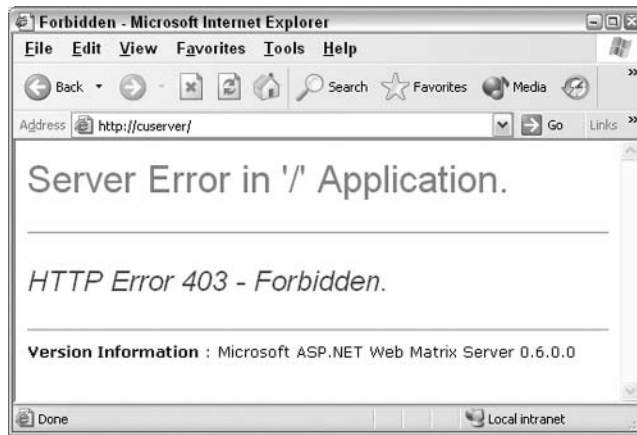 Forbidden - Microsoft Internet Explorer
File Edit View Favorites Tools Help
Back Search Favorites Media »
Address http://cuserver/ Go Links »
Server Error in '/' Application.
HTTP Error 403 - Forbidden.
Version Information : Microsoft ASP.NET Web Matrix Server 0.6.0.0
Done Local intranet